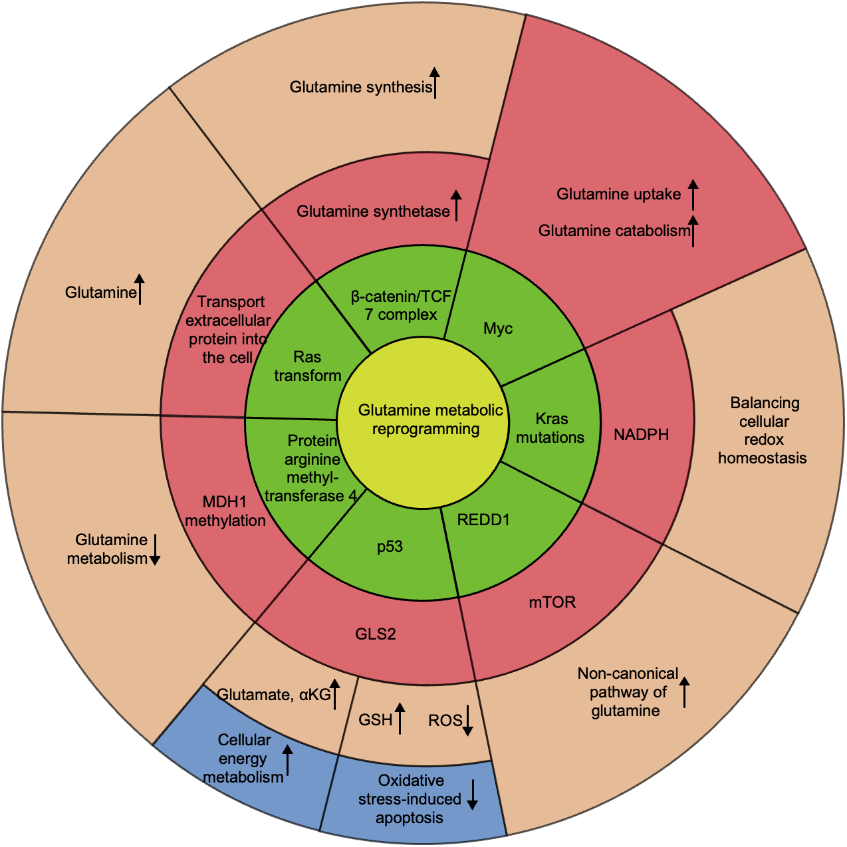 Glutamine synthesis
Glutamine uptake
Glutamine catabolism
Glutamine synthetase
Glutamine
Transport
extracellular
protein into
the cell
β-catenin/TCF
7 complex
Myc
Ras
transform
Glutamine metabolic
reprogramming
Kras
mutations
NADPH
Balancing
cellular
redox
homeostasis
Protein
arginine
methyl-
transferase 4
MDH1
methylation
Glutamine
metabolism
p53
REDD1
mTOR
GLS2
Non-canonical
pathway of
glutamine
Glutamate, αKG
GSH
ROS
Cellular
energy
metabolism
Oxidative
stress-induced
apoptosis